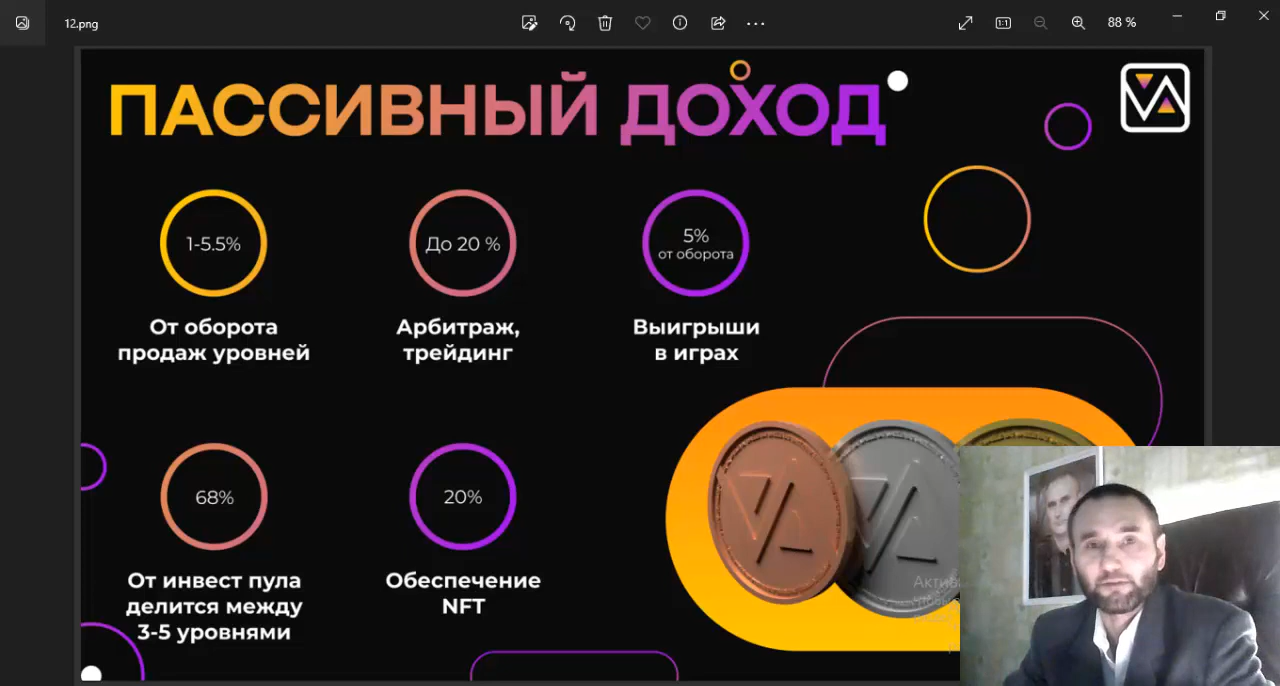 12.png
88 %
ПАССИВНЫЙ ДОХОД
1-5.5%
До 20 %
5%
от оборота
От оборота
продаж уровней
Арбитраж,
трейдинг
Выигрыши
в играх
68%
20%
От инвест пула
делится между
3-5 уровнями
Обеспечение
NFT